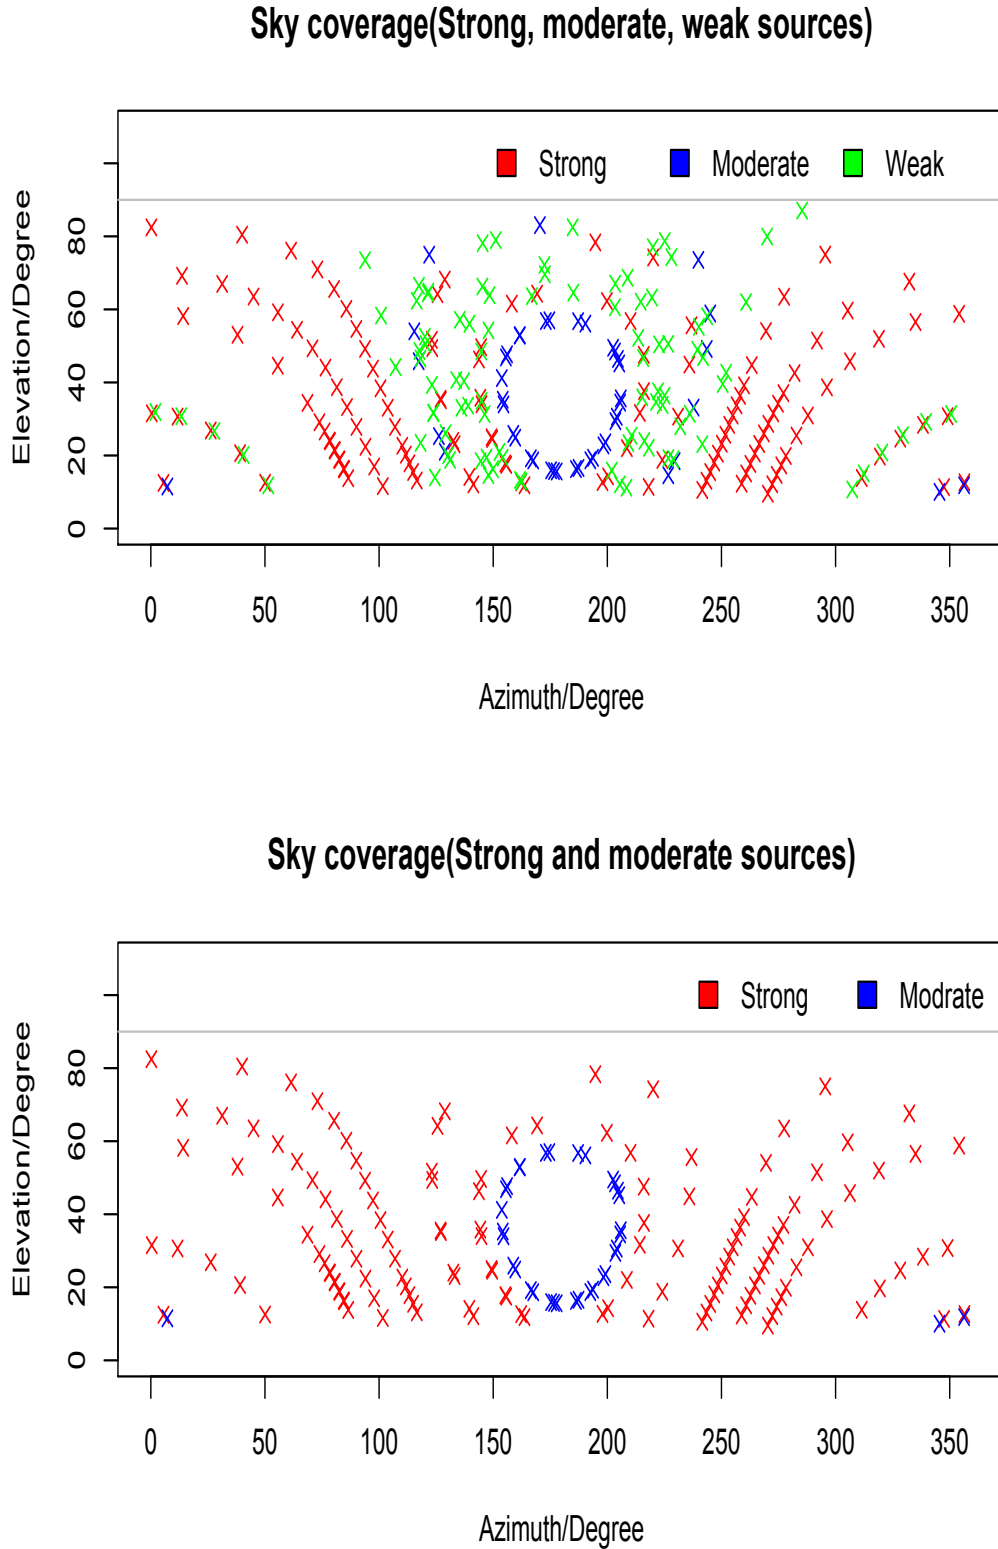 Sky coverage(Strong, moderate, weak sources)
Strong Moderate Weak
Elevation/Degree
80
60
40
20
0
0 50 100 150 200 250 300 350
Azimuth/Degree
Sky coverage(Strong and moderate sources)
Strong Modrate
Elevation/Degree
80
60
40
20
0
0 50 100 150 200 250 300 350
Azimuth/Degree